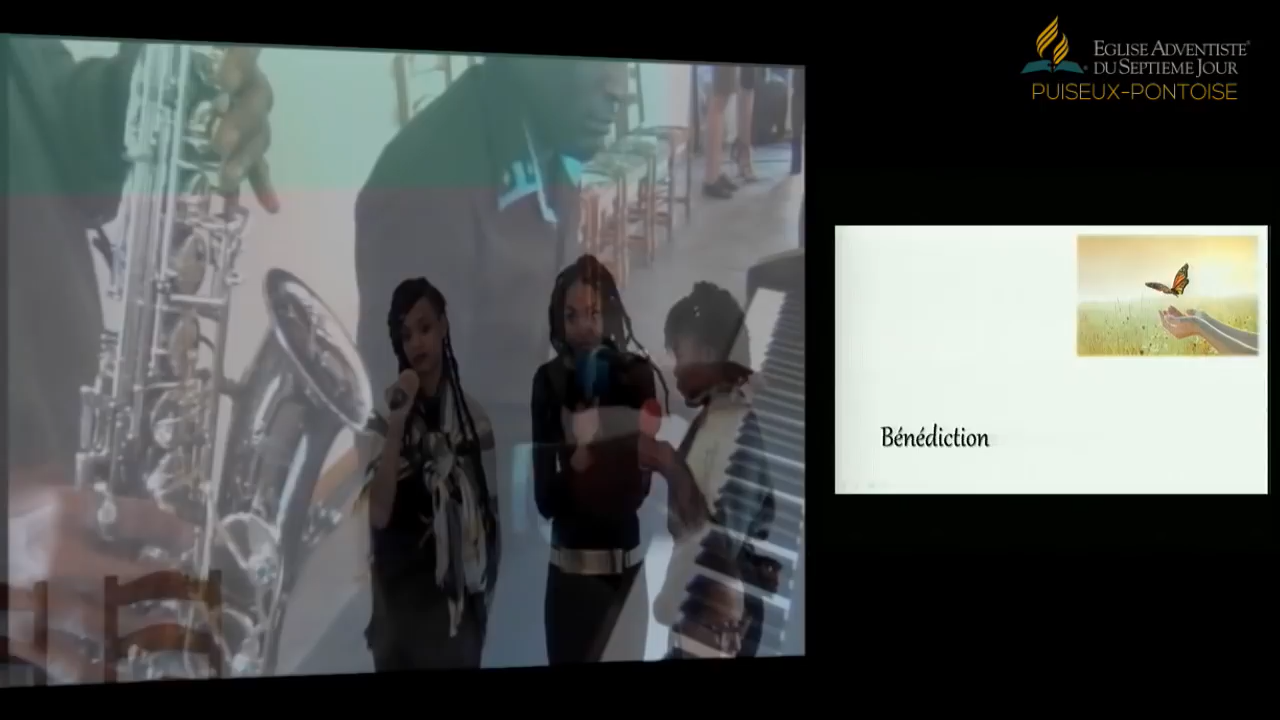 EGLISE ADVENTISTE
DU SEPTIEME JOUR
PUISEUX-PONTOISE
Bénédiction